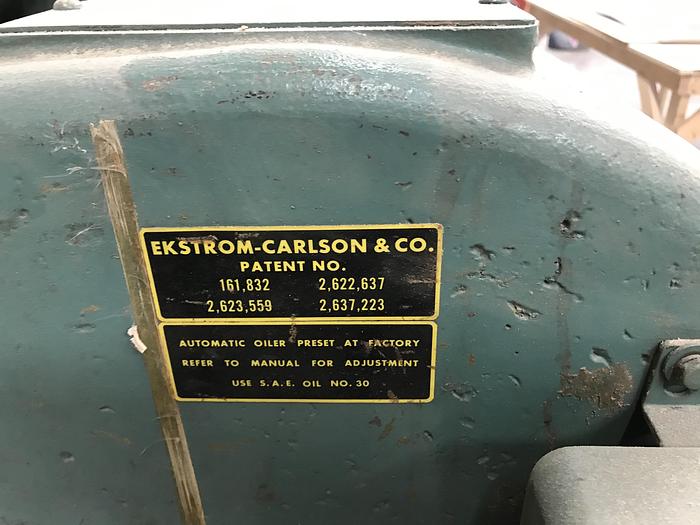 EKSTROM-CARLSON & CO.
PATENT NO.
161,832 2,622,637
2,623,559 2,637,223
AUTOMATIC OILER PRESET AT FACTORY
REFER TO MANUAL FOR ADJUSTMENT
USE S.A.E. OIL NO. 30